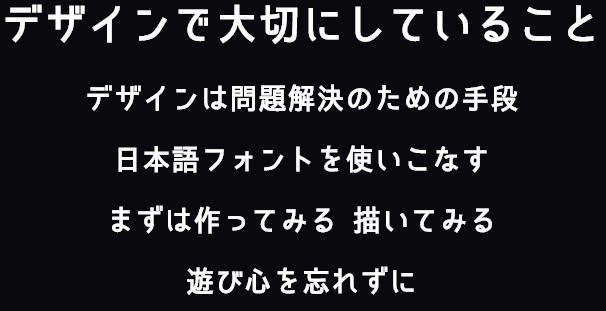 デザインで大切にしていること
デザインは問題解決のための手段
日本語フォントを使いこなす
まずは作ってみる 描いてみる
遊び心を忘れずに